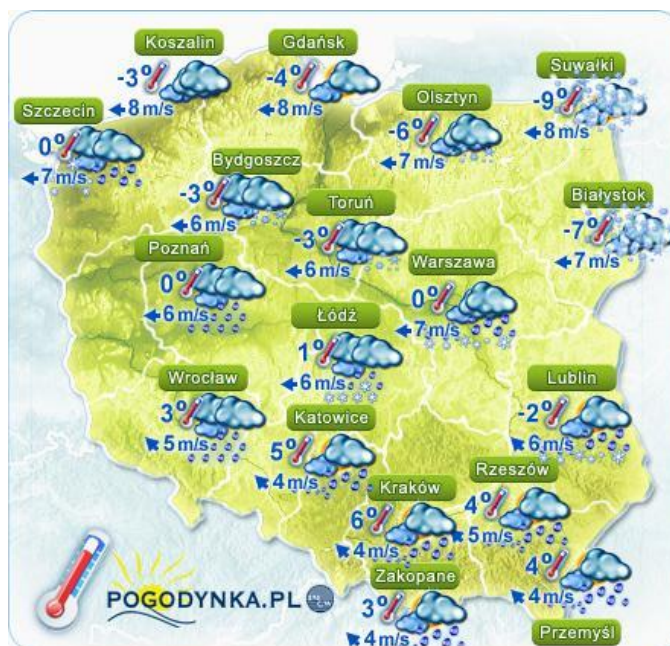 Koszalin
-3°
8 m/s
Gdańsk
-4°
8 m/s
Suwałki
-9°
8 m/s
Szczecin
0°
7 m/s
Olsztyn
-6°
7 m/s
Bydgoszcz
-3°
6 m/s
Toruń
-3°
6 m/s
Białystok
-7°
7 m/s
Poznań
0°
6 m/s
Warszawa
0°
7 m/s
Łódź
1°
6 m/s
Wrocław
3°
5 m/s
Katowice
5°
4 m/s
Lublin
-2°
6 m/s
Kraków
6°
4 m/s
Rzeszów
4°
5 m/s
Zakopane
3°
4 m/s
4°
4 m/s
Przemyśl
POGODYNKA.PL